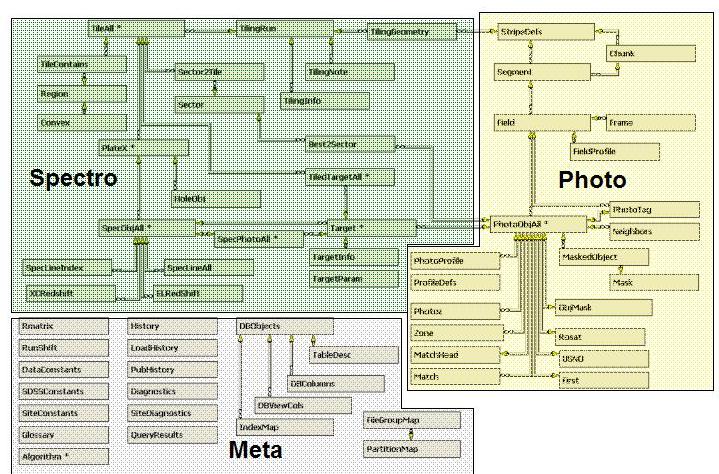 TileAll *
TilingRun
TilingGeometry
StripeDefs
Chunk
TileContains
Sector2Tile
TilingNote
Segment
Region
Sector
TilingInfo
Convex
Field
Frame
PlateX *
Best2Sector
FieldProfile
Spectro
TiledTargetAll *
Photo
HoleObj
PhotoTag
SpecObjAll *
Target *
PhotoObjAll *
Neighbors
SpecPhotoAll *
TargetInfo
PhotoProfile
MaskedObject
SpecLineIndex
SpecLineAll
TargetParam
ProfileDefs
Mask
XCRedshift
ELRedShift
Photoz
ObjMask
Rmatrix
History
DBObjects
Zone
Rosat
RunShift
LoadHistory
TableDesc
MatchHead
USNO
DataConstants
PubHistory
DBColumns
Match
First
SDSSConstants
Diagnostics
DBViewCols
SiteConstants
SiteDiagnostics
IndexMap
FileGroupMap
Glossary
QueryResults
Meta
PartitionMap
Algorithm *